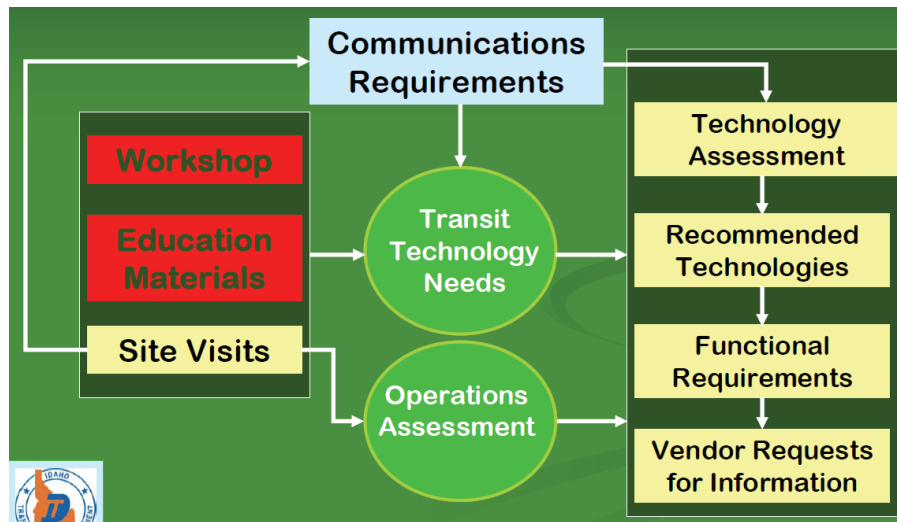 Communications
Requirements
Workshop
Education
Materials
Site Visits
Transit
Technology
Needs
Operations
Assessment
Technology
Assessment
Recommended
Technologies
Functional
Requirements
Vendor Requests
for Information
IDAHO